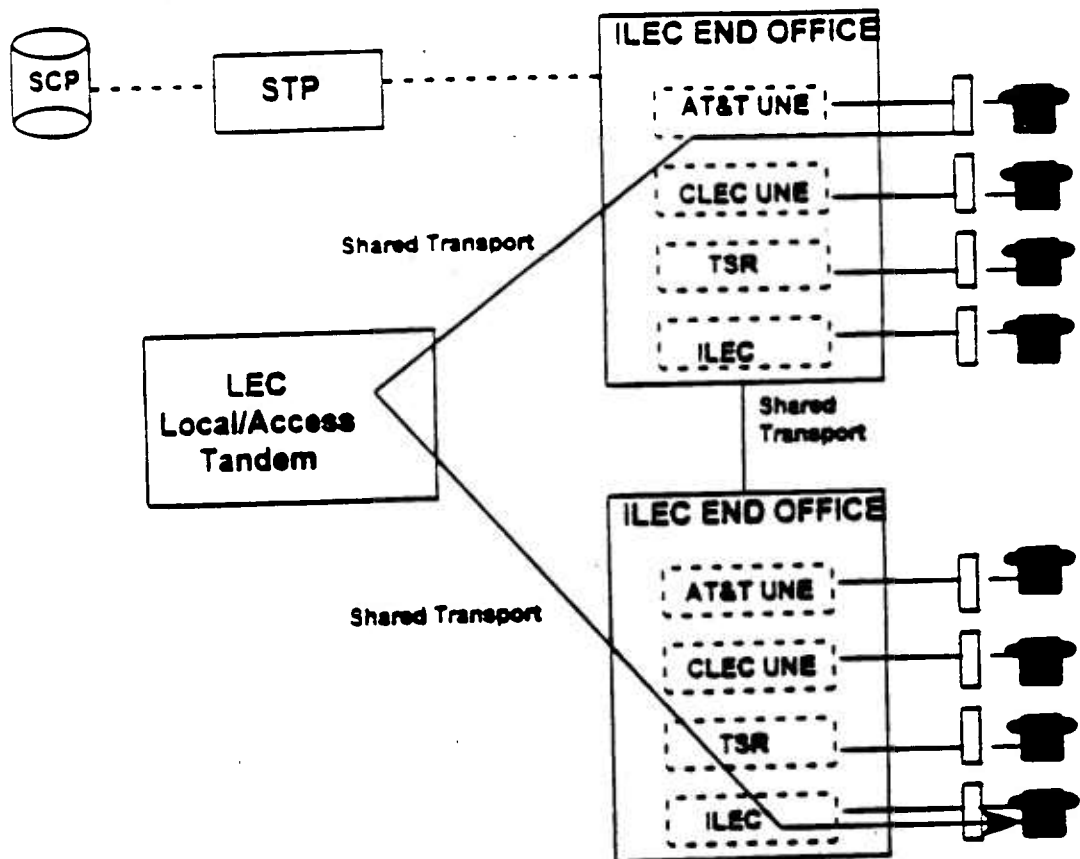 ILEC END OFFICE
SCP
STP
AT&T UNE
CLEC UNE
Shared Transport
TSR
ILEC
LEC
Local/Access
Tandem
Shared
Transport
ILEC END OFFICE
AT&T UNE
Shared Transport
CLEC UNE
TSR
ILEC